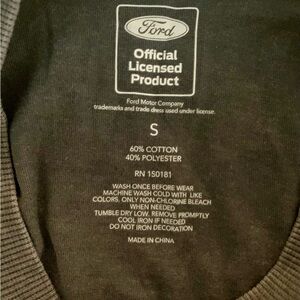 Ford
Official
Licensed
Product
Ford Motor Company
trademarks and trade dress used under license.
S
60% COTTON
40% POLYESTER
RN 150181
WASH ONCE BEFORE WEAR
MACHINE WASH COLD WITH LIKE
COLORS, ONLY NON-CHLORINE BLEACH
WHEN NEEDED
TUMBLE DRY LOW, REMOVE PROMPTLY
COOL IRON IF NEEDED
DO NOT IRON DECORATION
MADE IN CHINA